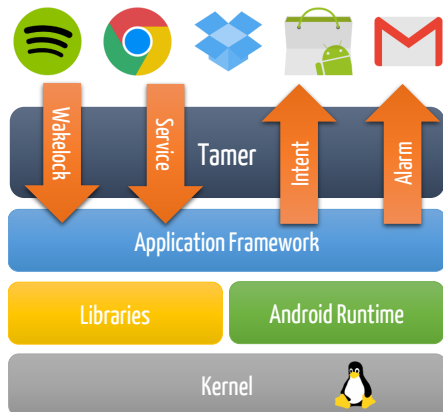 Wakelock
Service
Tamer
Intent
Alarm
Application Framework
Libraries
Android Runtime
Kernel